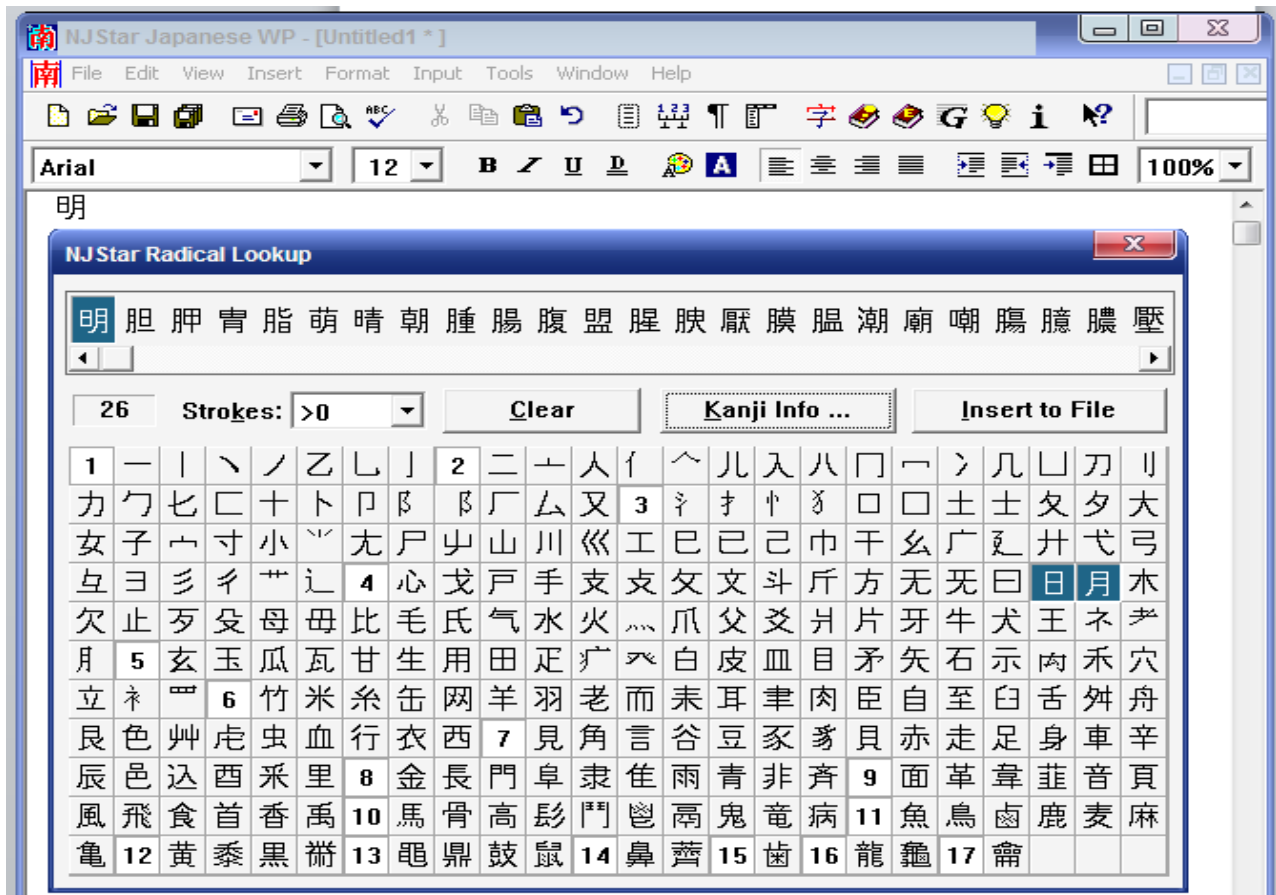 NJStar Japanese WP - [Untitled1 * ]
File Edit View Insert Format Input Tools Window Help
Arial 12 B I U D A 100%
明
NJStar Radical Lookup
明 胆 胛 冑 脂 萌 晴 朝 腫 腸 腹 盟 腥 腴 厭 膜 腽 潮 廟 嘲 膓 臆 膿 壓
26 Strokes: >0 Clear Kanji Info ... Insert to File
1 一 丨 丶 ノ 乙 乚 亅 2 二 亠 人 亻 𠆢 儿 入 八 冂 冖 冫 几 凵 刀 刂
力 勹 匕 匚 十 卜 卩 阝 阝 厂 厶 又 3 氵 扌 忄 犭 口 囗 土 士 夂 夕 大
女 子 宀 寸 小 ⺌ 尢 尸 屮 山 川 巛 工 巳 已 己 巾 干 幺 广 廴 廾 弋 弓
彑 ヨ 彡 彳 艹 辶 4 心 戈 戸 手 支 攴 攵 文 斗 斤 方 无 旡 曰 日 月 木
欠 止 歹 殳 母 毋 比 毛 氏 气 水 火 灬 爪 父 爻 爿 片 牙 牛 犬 王 ネ 耂
⺼ 5 玄 玉 瓜 瓦 甘 生 用 田 疋 疒 癶 白 皮 皿 目 矛 矢 石 示 禸 禾 穴
立 衤 罒 6 竹 米 糸 缶 网 羊 羽 老 而 耒 耳 聿 肉 臣 自 至 臼 舌 舛 舟
艮 色 艸 虍 虫 血 行 衣 西 7 見 角 言 谷 豆 豕 豸 貝 赤 走 足 身 車 辛
辰 邑 込 酉 釆 里 8 金 長 門 阜 隶 隹 雨 青 非 斉 9 面 革 韋 韭 音 頁
風 飛 食 首 香 禹 10 馬 骨 高 髟 鬥 鬯 鬲 鬼 竜 病 11 魚 鳥 鹵 鹿 麦 麻
亀 12 黄 黍 黒 黹 13 黽 鼎 鼓 鼠 14 鼻 齊 15 歯 16 龍 龜 17 龠